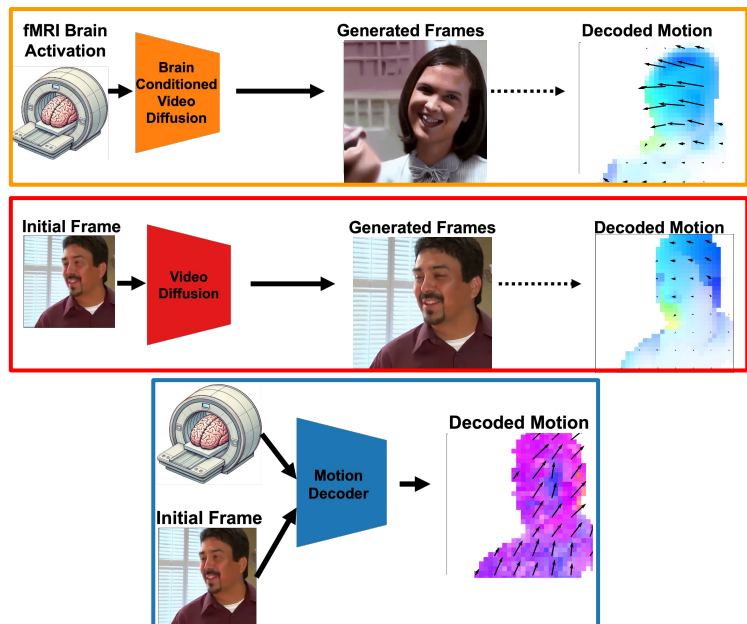 fMRI Brain
Activation
Brain
Conditioned
Video
Diffusion
Generated Frames
Decoded Motion
Initial Frame
Video
Diffusion
Generated Frames
Decoded Motion
Initial Frame
Motion
Decoder
Decoded Motion